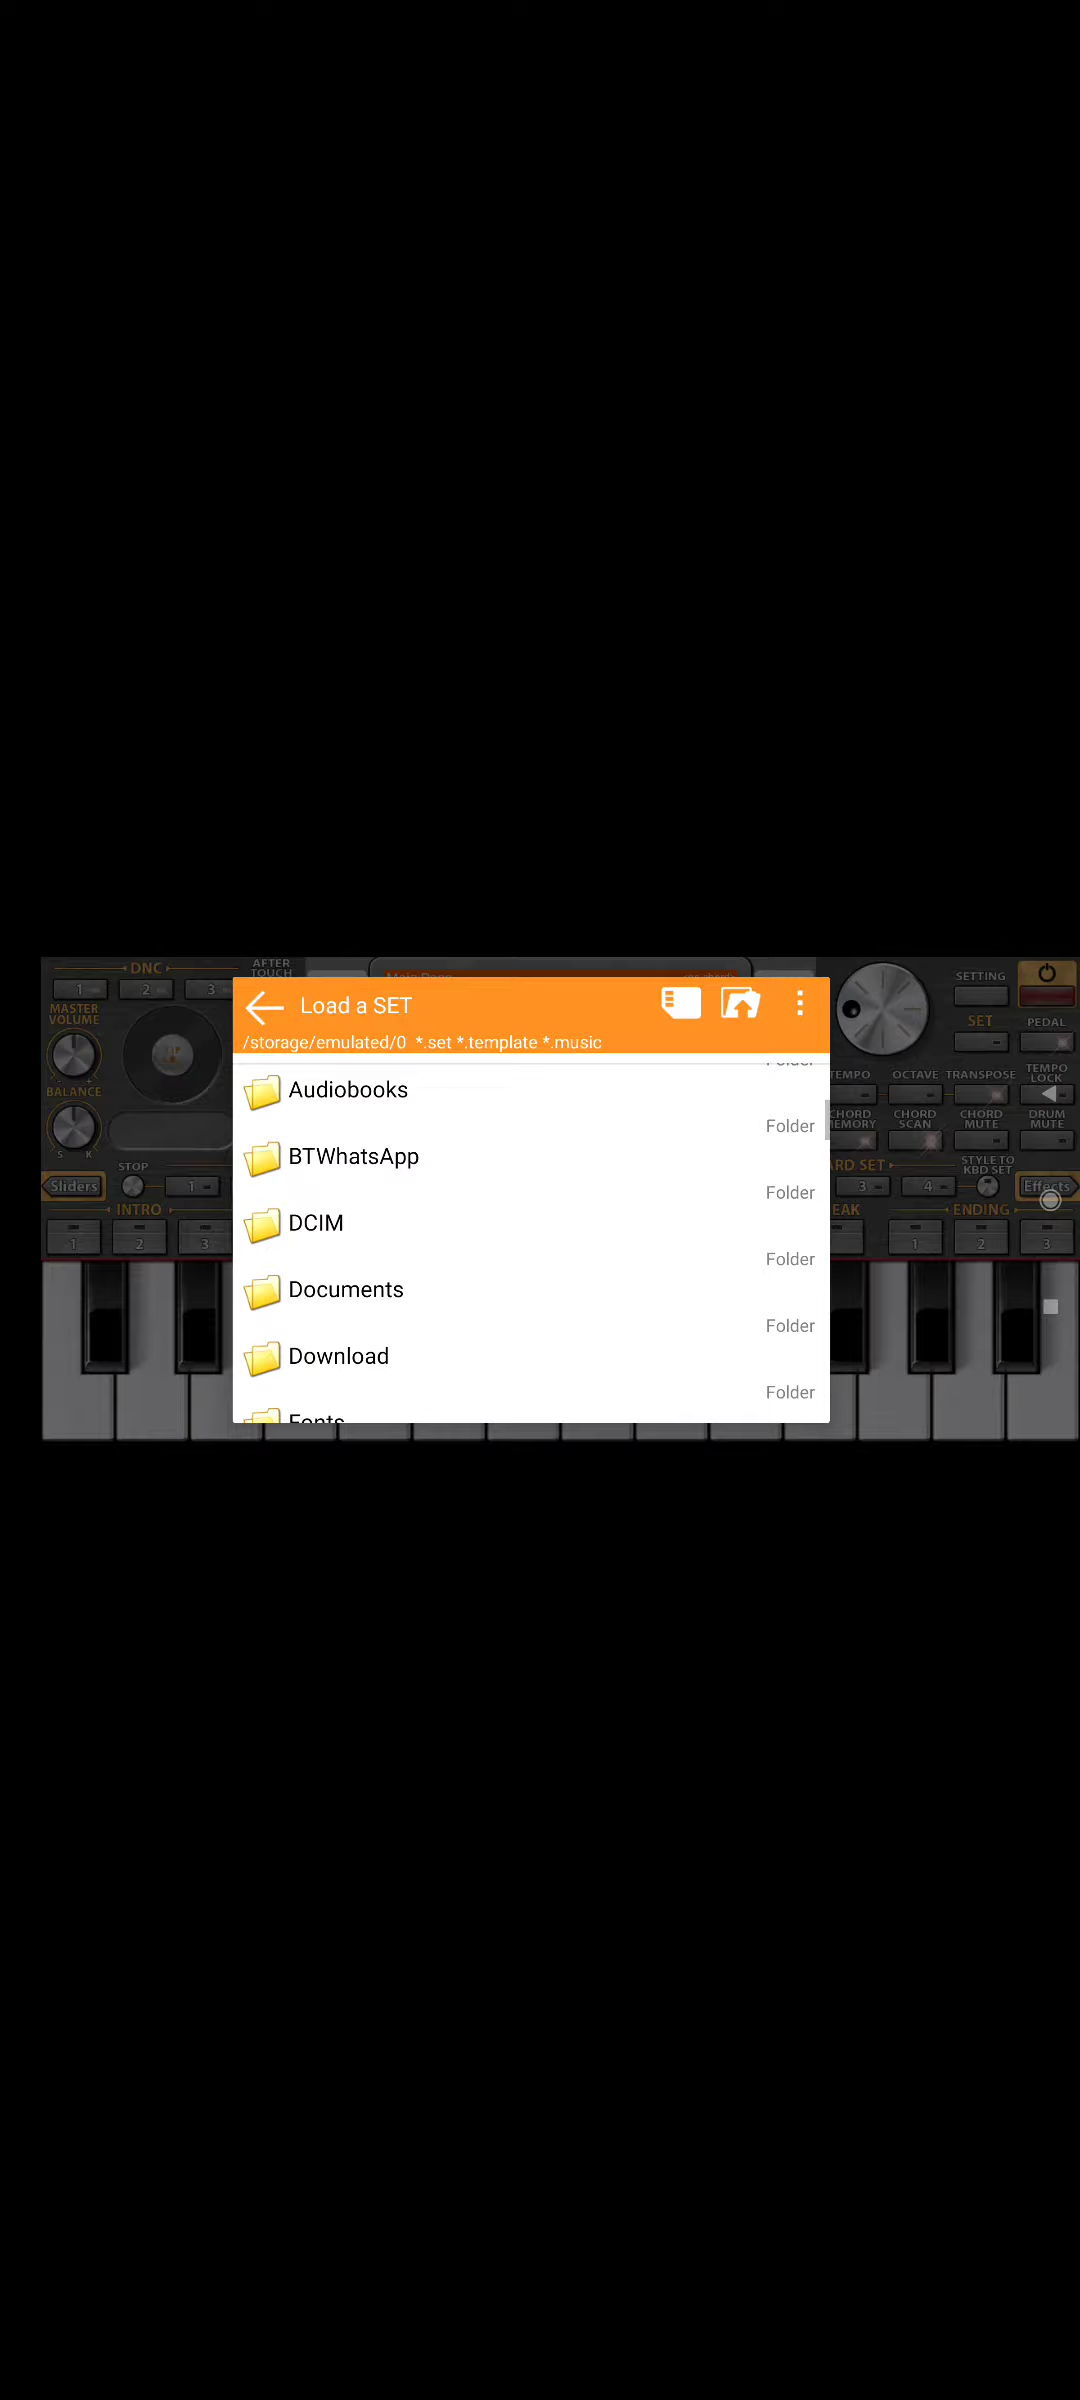 DNC
AFTER
TOUCH
1
2
3
MASTER
VOLUME
BALANCE
S K
STOP
Sliders
1
INTRO
1
2
3
Load a SET
/storage/emulated/0 *.set *.template *.music
Audiobooks
Folder
BTWhatsApp
Folder
DCIM
Folder
Documents
Folder
Download
Folder
Fonts
SETTING
SET
PEDAL
TEMPO
OCTAVE
TRANSPOSE
TEMPO
LOCK
CHORD
MEMORY
CHORD
SCAN
CHORD
MUTE
DRUM
MUTE
STYLE TO
KBD SET
3
4
Effects
ENDING
1
2
3